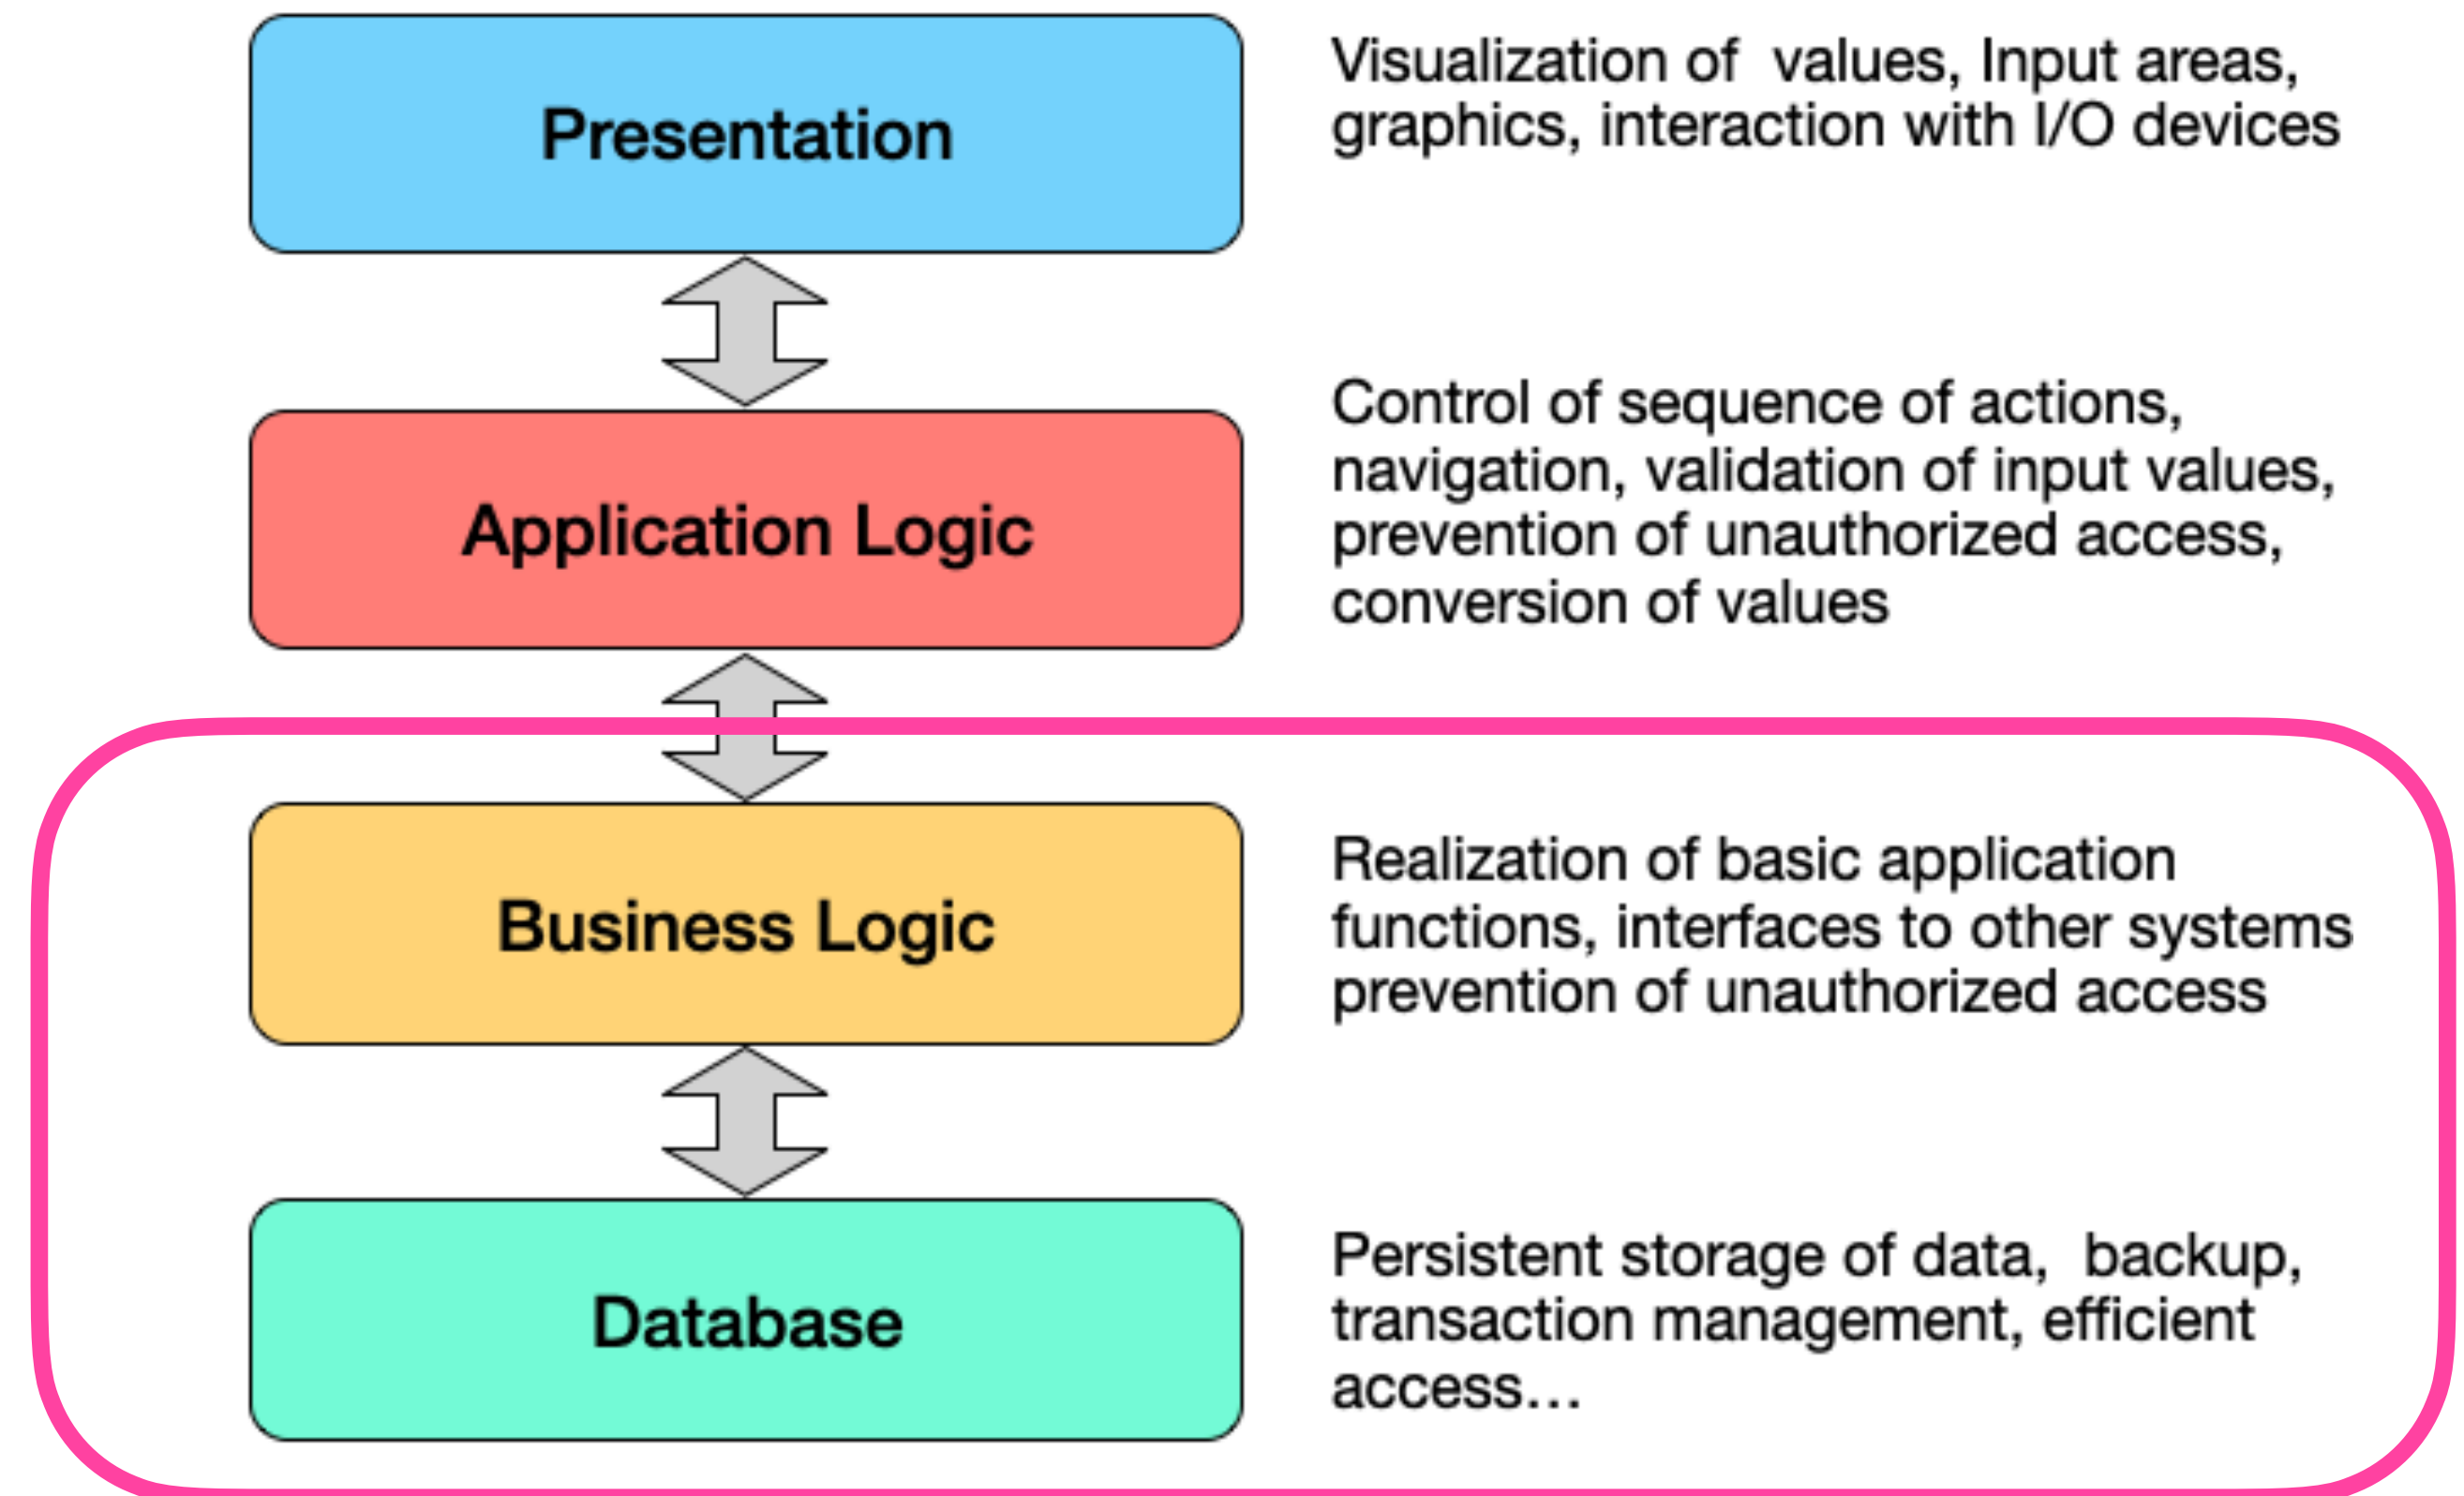 Presentation
Visualization of  values, Input areas,
graphics, interaction with I/O devices
Application Logic
Control of sequence of actions,
navigation, validation of input values,
prevention of unauthorized access,
conversion of values
Business Logic
Realization of basic application
functions, interfaces to other systems
prevention of unauthorized access
Database
Persistent storage of data,  backup,
transaction management, efficient
access…